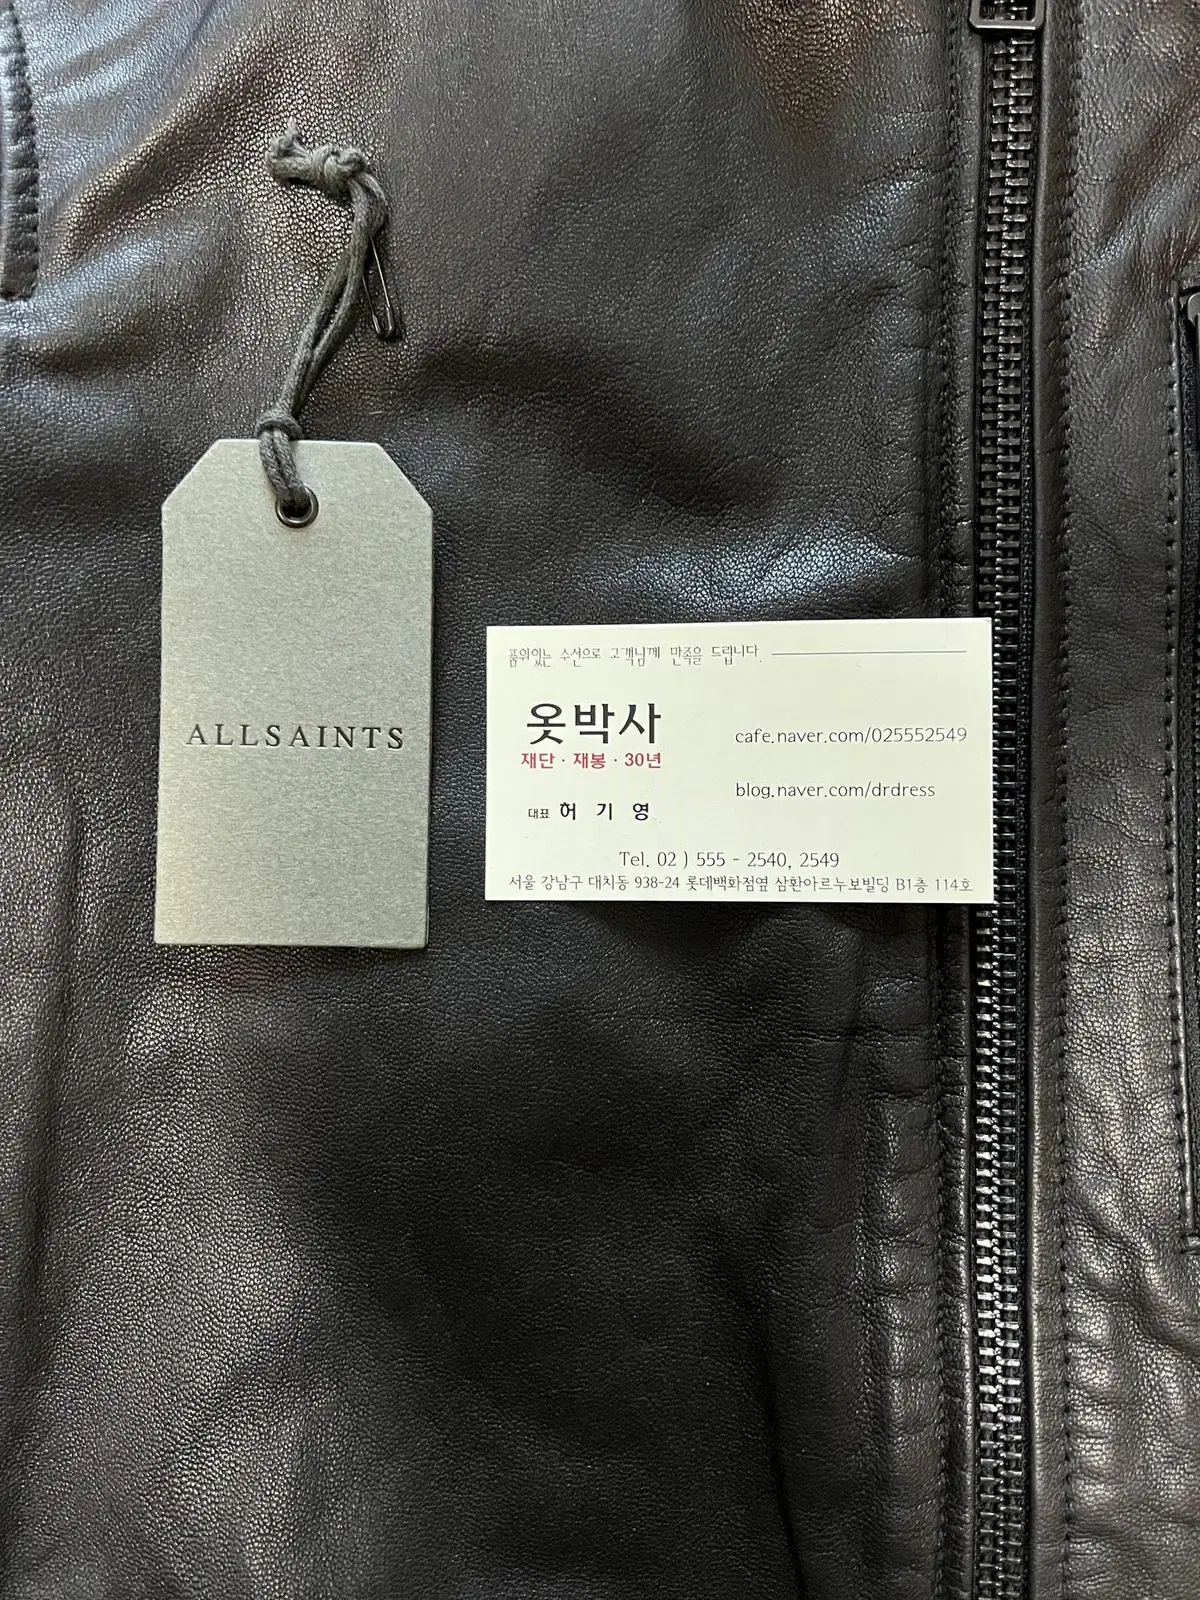 ALLSAINTS
품위있는 수선으로 고객님께 만족을 드립니다.
옷박사
재단 · 재봉 · 30년
대표 허 기 영
cafe.naver.com/025552549
blog.naver.com/drdress
Tel. 02 ) 555 - 2540, 2549
서울 강남구 대치동 938-24 롯데백화점옆 삼환아르누보빌딩 B1층 114호